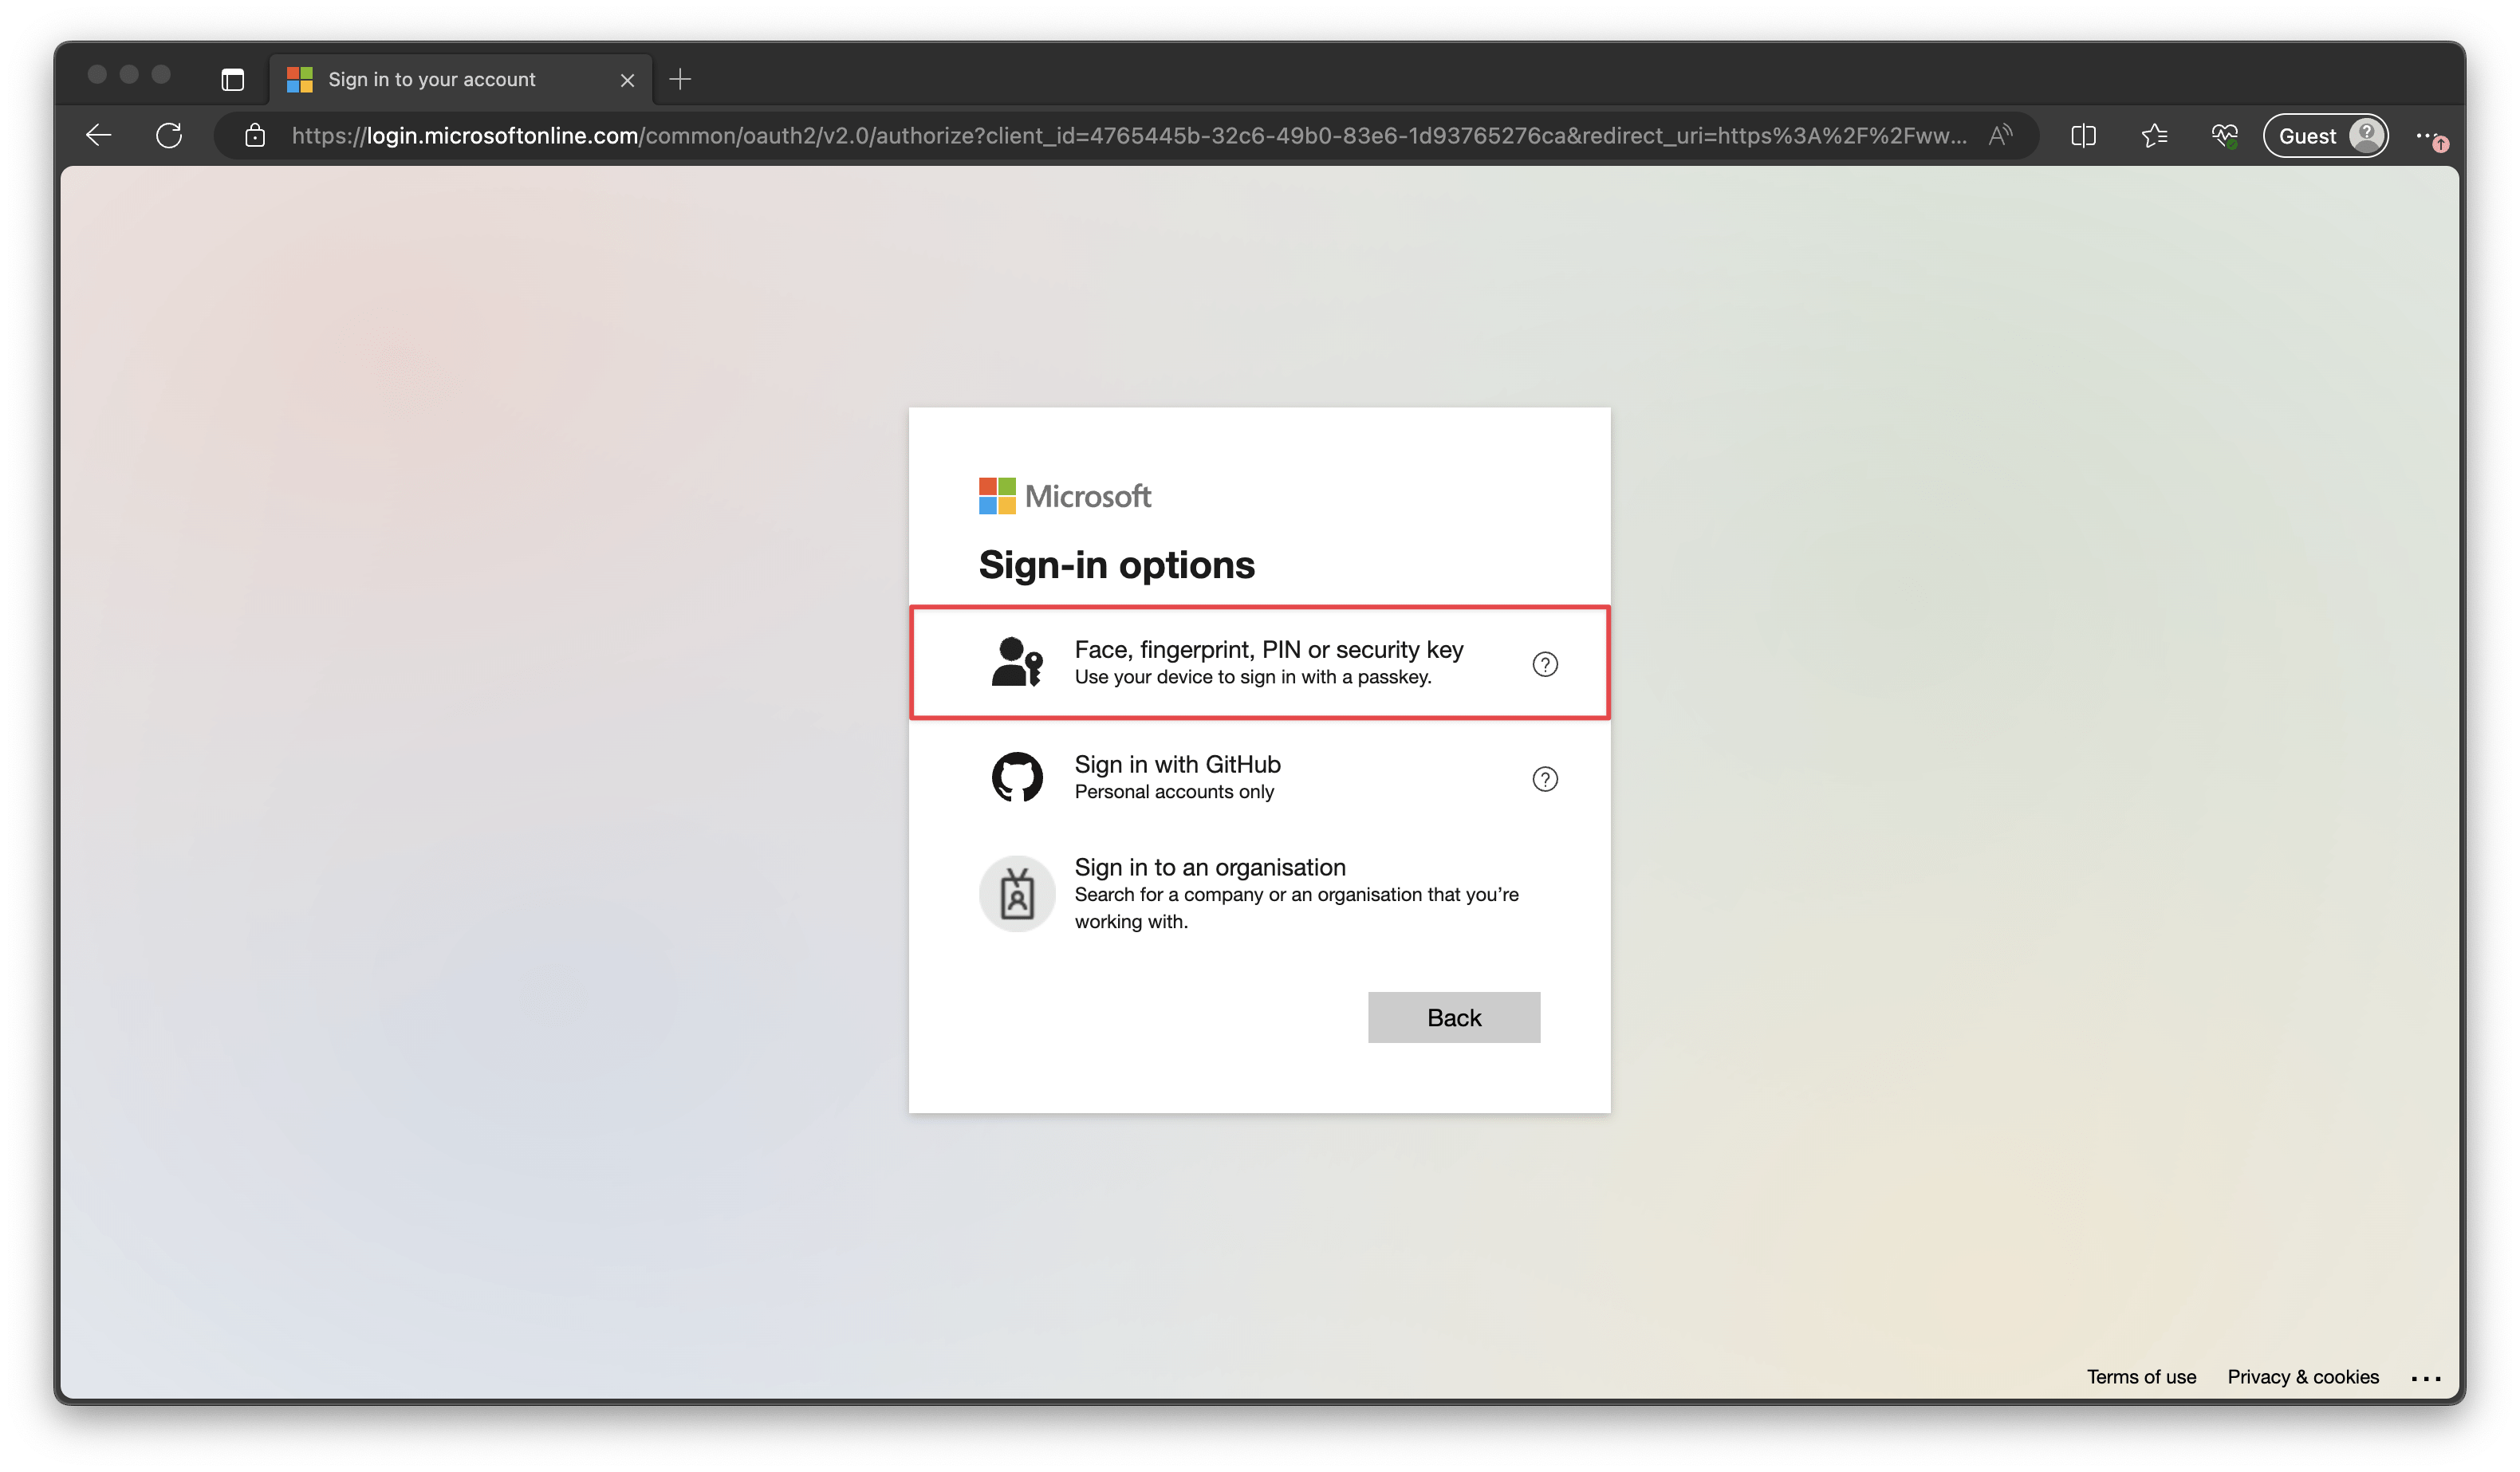 Sign in to your account
https://login.microsoftonline.com/common/oauth2/v2.0/authorize?client_id=4765445b-32c6-49b0-83e6-1d93765276ca&redirect_uri=https%3A%2F%2Fww...
Guest
Microsoft
Sign-in options
Face, fingerprint, PIN or security key
Use your device to sign in with a passkey.
Sign in with GitHub
Personal accounts only
Sign in to an organisation
Search for a company or an organisation that you’re
working with.
Back
Terms of use Privacy & cookies